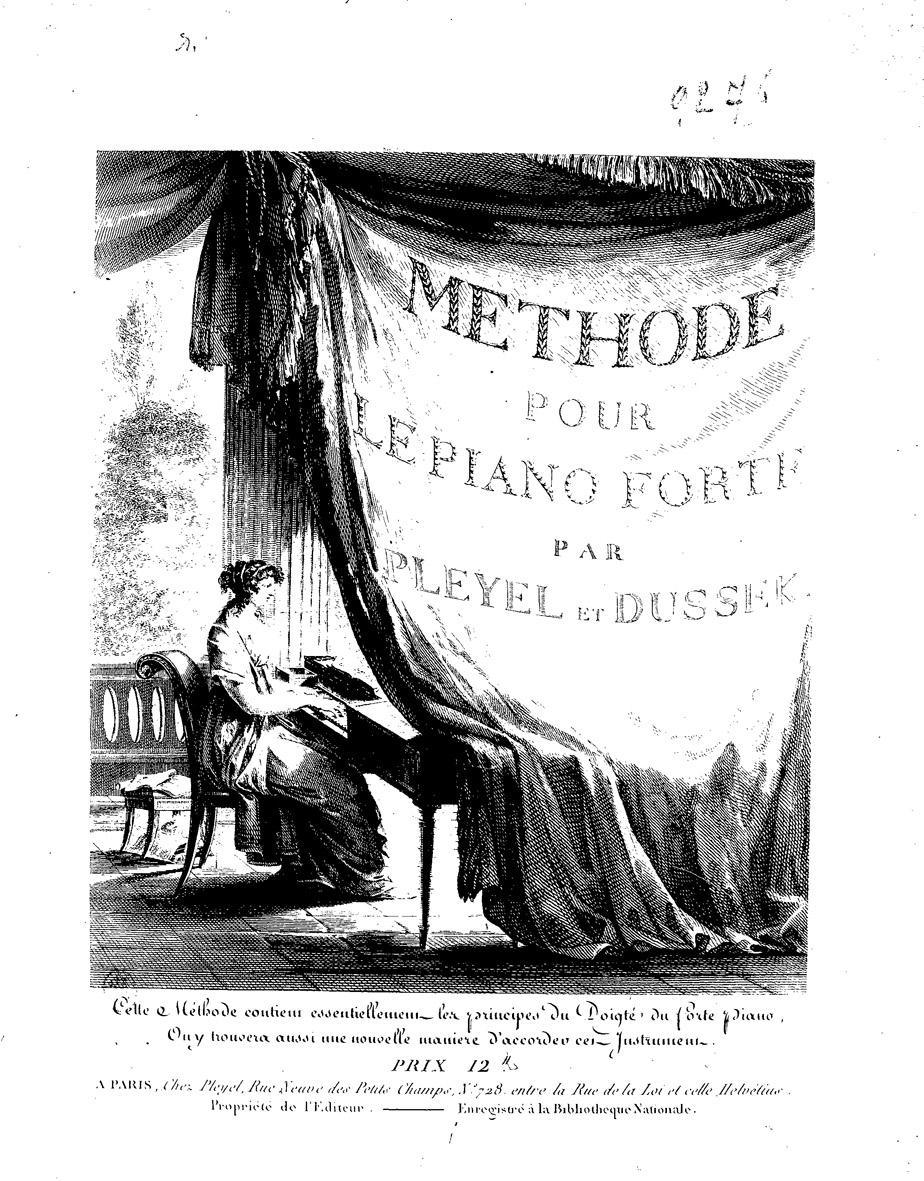 9276
METHODE
POUR
LE PIANO FORTE
PAR
PLEYEL ET DUSSEK.
Cette Méthode contient essentiellement les principes du Doigté, du forte piano,
On y trouvera aussi une nouvelle maniere d'accorder cet Instrument.
PRIX 12 ₶
A PARIS, Chez Pleyel, Rue Neuve des Petits Champs, N.º 728. entre la Rue de la Loi et celle Helvétius.
Propriété de l'Editeur. ——— Enregistré à la Bibliotheque Nationale.